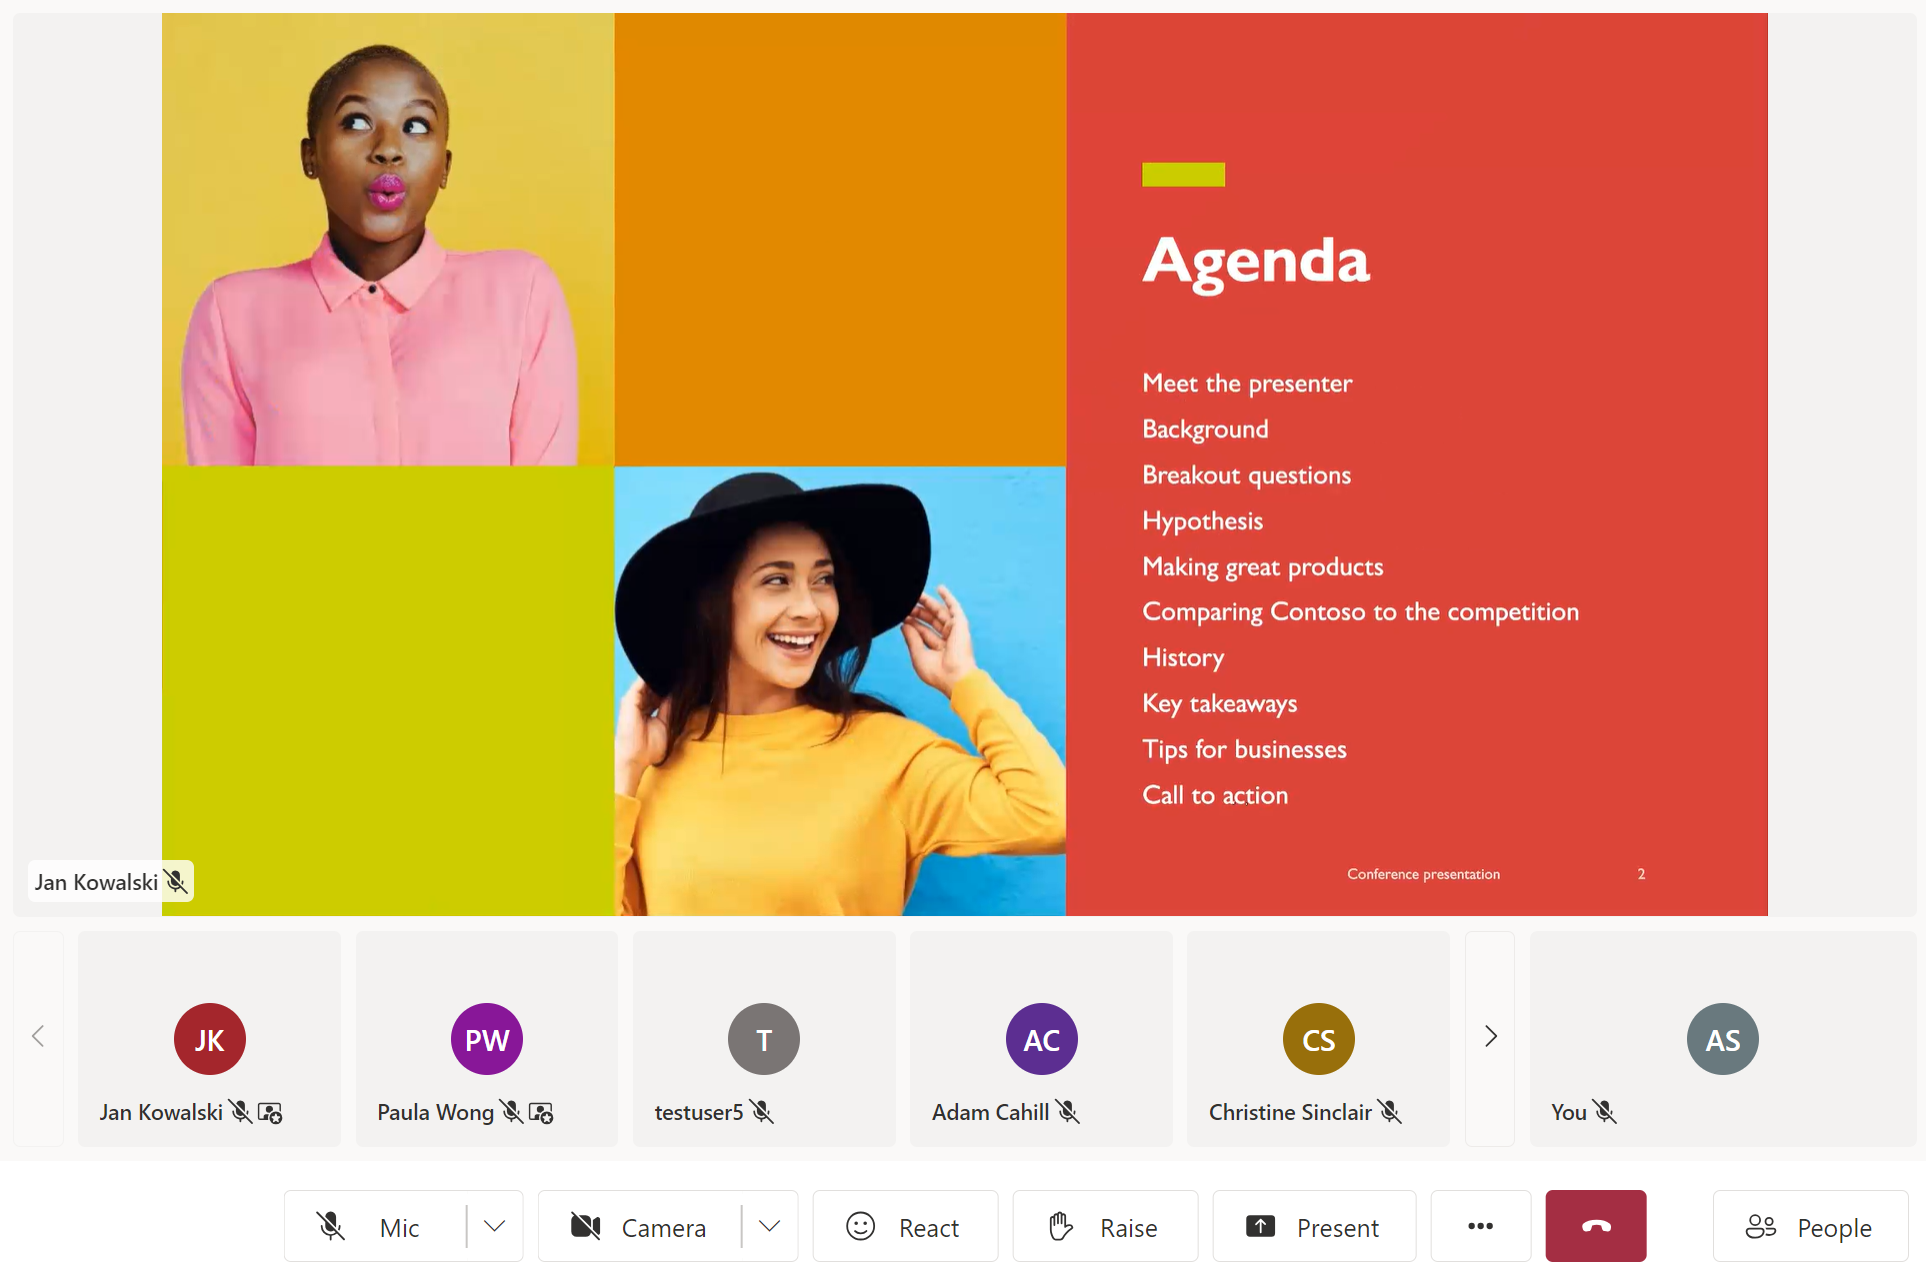 Agenda
Meet the presenter
Background
Breakout questions
Hypothesis
Making great products
Comparing Contoso to the competition
History
Key takeaways
Tips for businesses
Call to action
Conference presentation 2
Jan Kowalski
JK
Jan Kowalski
PW
Paula Wong
T
testuser5
AC
Adam Cahill
CS
Christine Sinclair
AS
You
Mic
Camera
React
Raise
Present
People